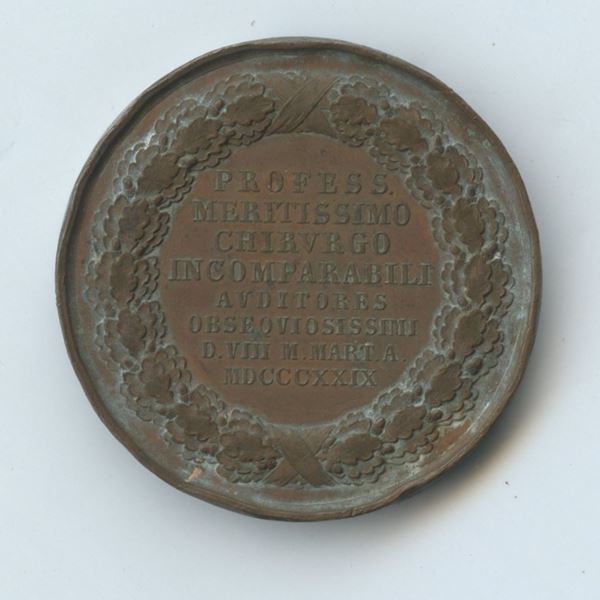 PROFESS.
MERITISSIMO
CHIRVRGO
INCOMPARABILI
AVDITORES
OBSEQVIOSISSIMI
D. VIII M. MART. A.
MDCCCXXIX